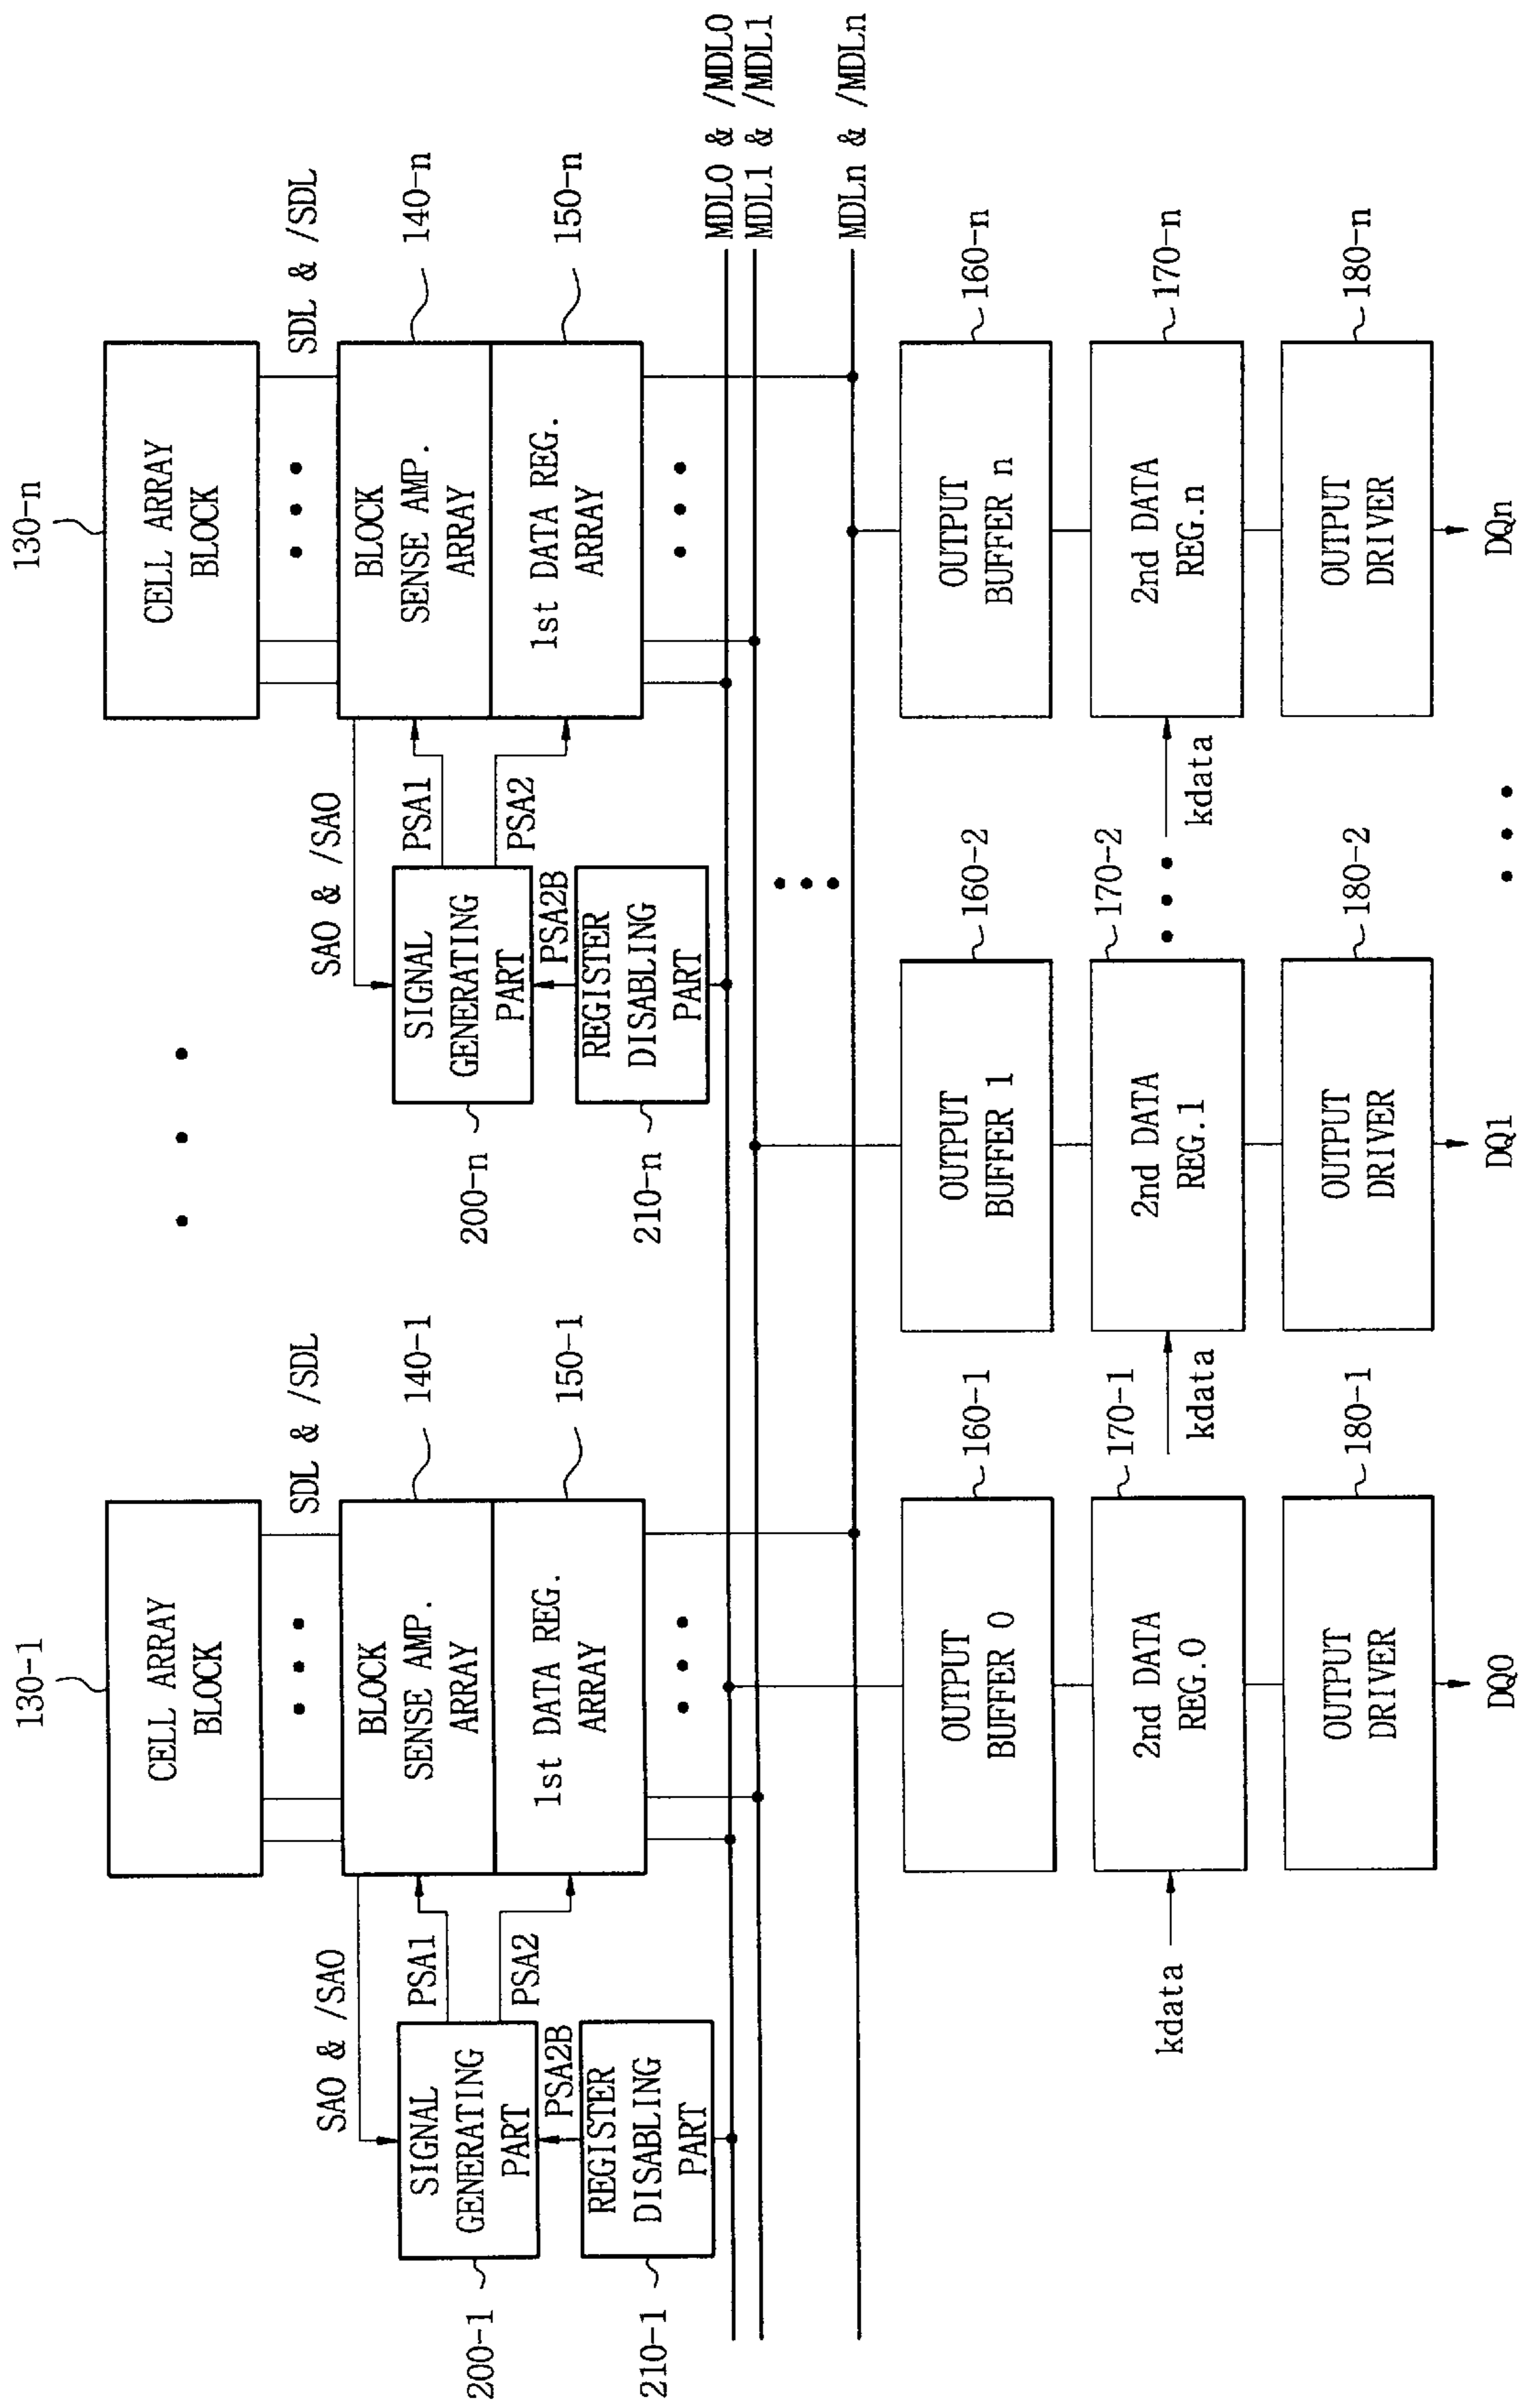 130-1
CELL ARRAY
BLOCK
SDL & /SDL
SAO & /SAO
BLOCK
SENSE AMP.
ARRAY
140-1
PSA1
PSA2
1st DATA REG.
ARRAY
150-1
SIGNAL
GENERATING
PART
200-1
PSA2B
REGISTER
DISABLING
PART
210-1
130-n
CELL ARRAY
BLOCK
SDL & /SDL
SAO & /SAO
BLOCK
SENSE AMP.
ARRAY
140-n
PSA1
PSA2
1st DATA REG.
ARRAY
150-n
SIGNAL
GENERATING
PART
200-n
PSA2B
REGISTER
DISABLING
PART
210-n
MDL0 & /MDL0
MDL1 & /MDL1
MDLn & /MDLn
OUTPUT
BUFFER 0
160-1
kdata
2nd DATA
REG.0
170-1
OUTPUT
DRIVER
180-1
DQ0
OUTPUT
BUFFER 1
160-2
kdata
2nd DATA
REG.1
170-2
OUTPUT
DRIVER
180-2
DQ1
OUTPUT
BUFFER n
160-n
kdata
2nd DATA
REG.n
170-n
OUTPUT
DRIVER
180-n
DQn